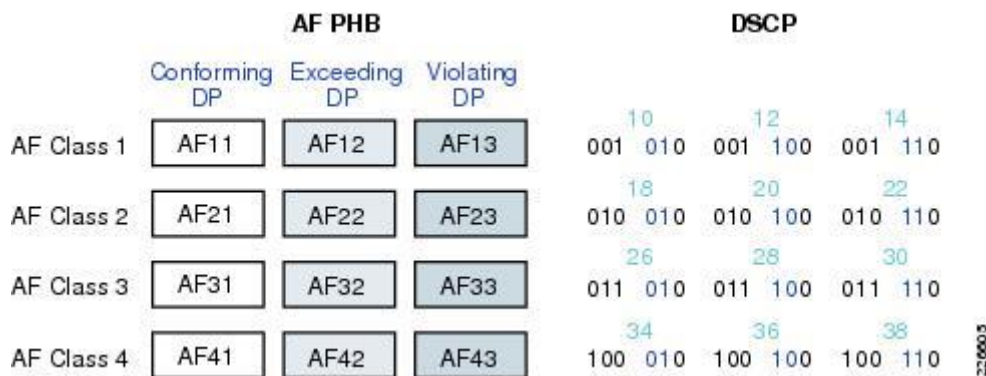 AF PHB DSCP
Conforming DP Exceeding DP Violating DP
10 12 14
AF Class 1 AF11 AF12 AF13 001 010 001 100 001 110
18 20 22
AF Class 2 AF21 AF22 AF23 010 010 010 100 010 110
26 28 30
AF Class 3 AF31 AF32 AF33 011 010 011 100 011 110
34 36 38
AF Class 4 AF41 AF42 AF43 100 010 100 100 100 110
226605